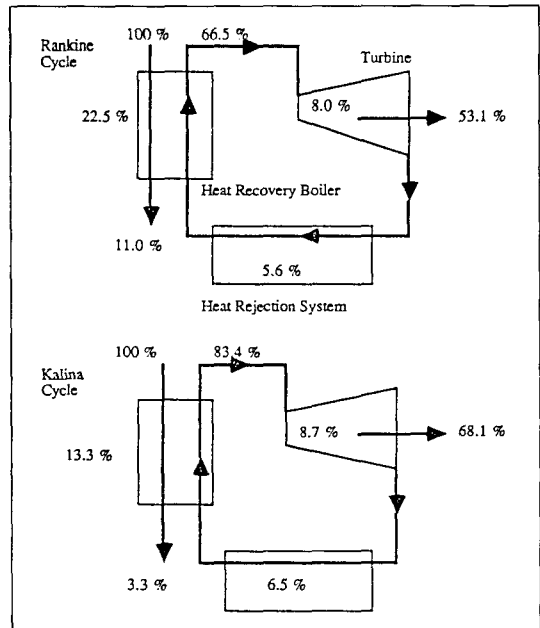 Rankine
Cycle
100 %
66.5 %
Turbine
22.5 %
8.0 %
53.1 %
Heat Recovery Boiler
11.0 %
5.6 %
Heat Rejection System
Kalina
Cycle
100 %
83.4 %
13.3 %
8.7 %
68.1 %
3.3 %
6.5 %